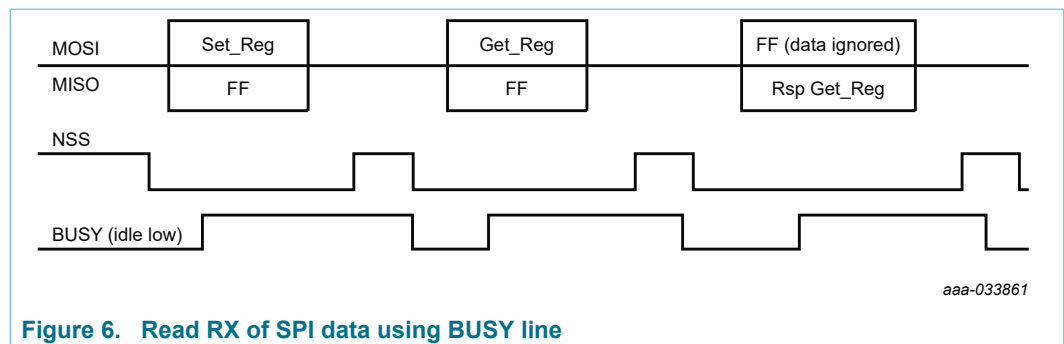 MOSI
Set_Reg
Get_Reg
FF (data ignored)
MISO
FF
FF
Rsp Get_Reg
NSS
BUSY (idle low)
aaa-033861
Figure 6. Read RX of SPI data using BUSY line